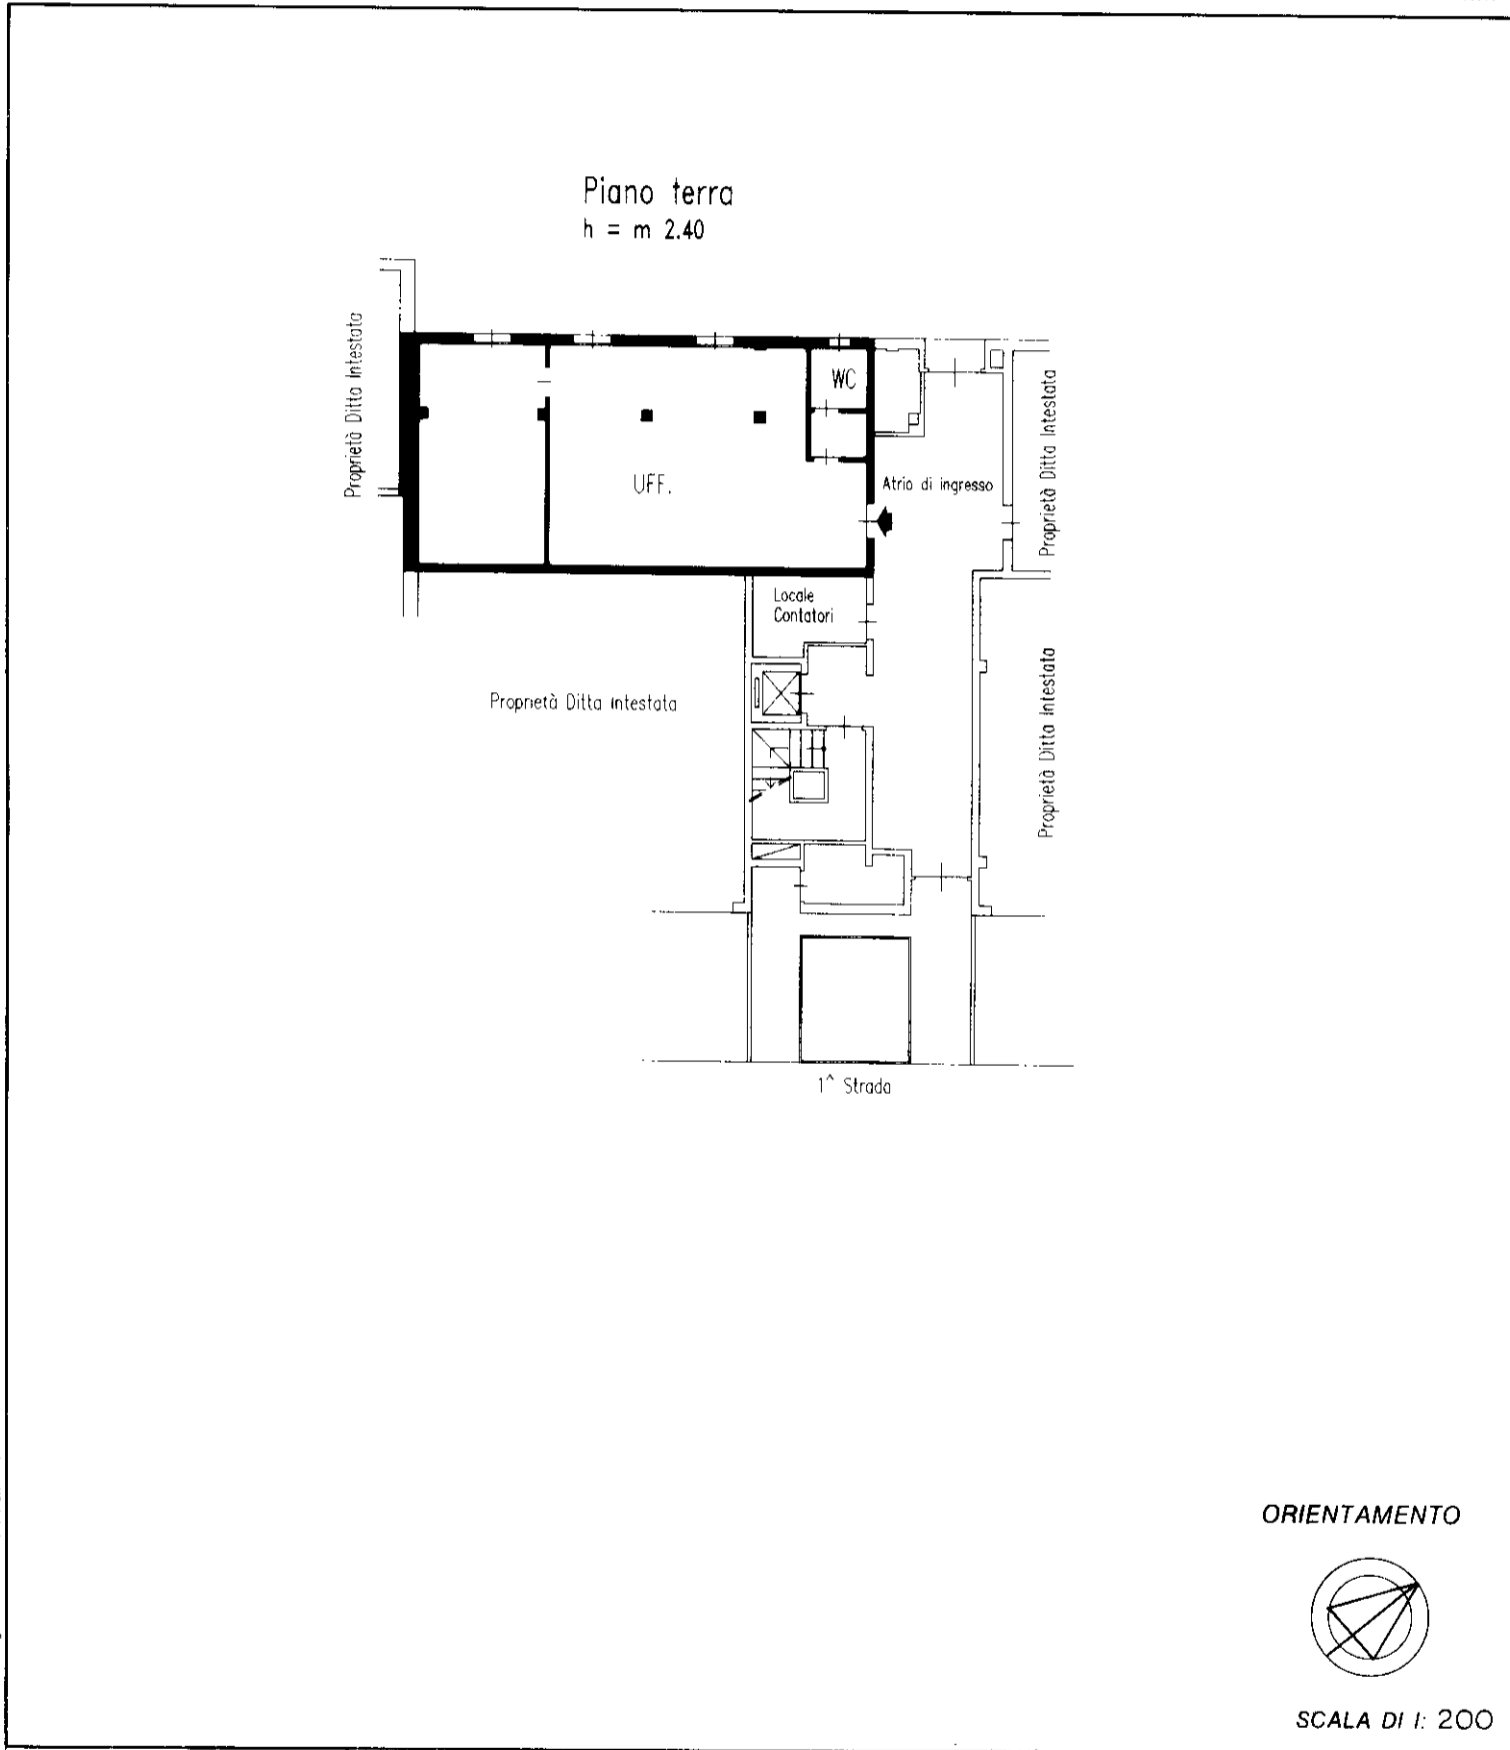 Piano terra
h = m 2.40
Proprietà Ditta Intestata
WC
UFF.
Atrio di ingresso
Proprietà Ditta Intestata
Locale
Contatori
Proprietà Ditta Intestata
Proprietà Ditta Intestata
1^ Strada
ORIENTAMENTO
SCALA DI I: 200